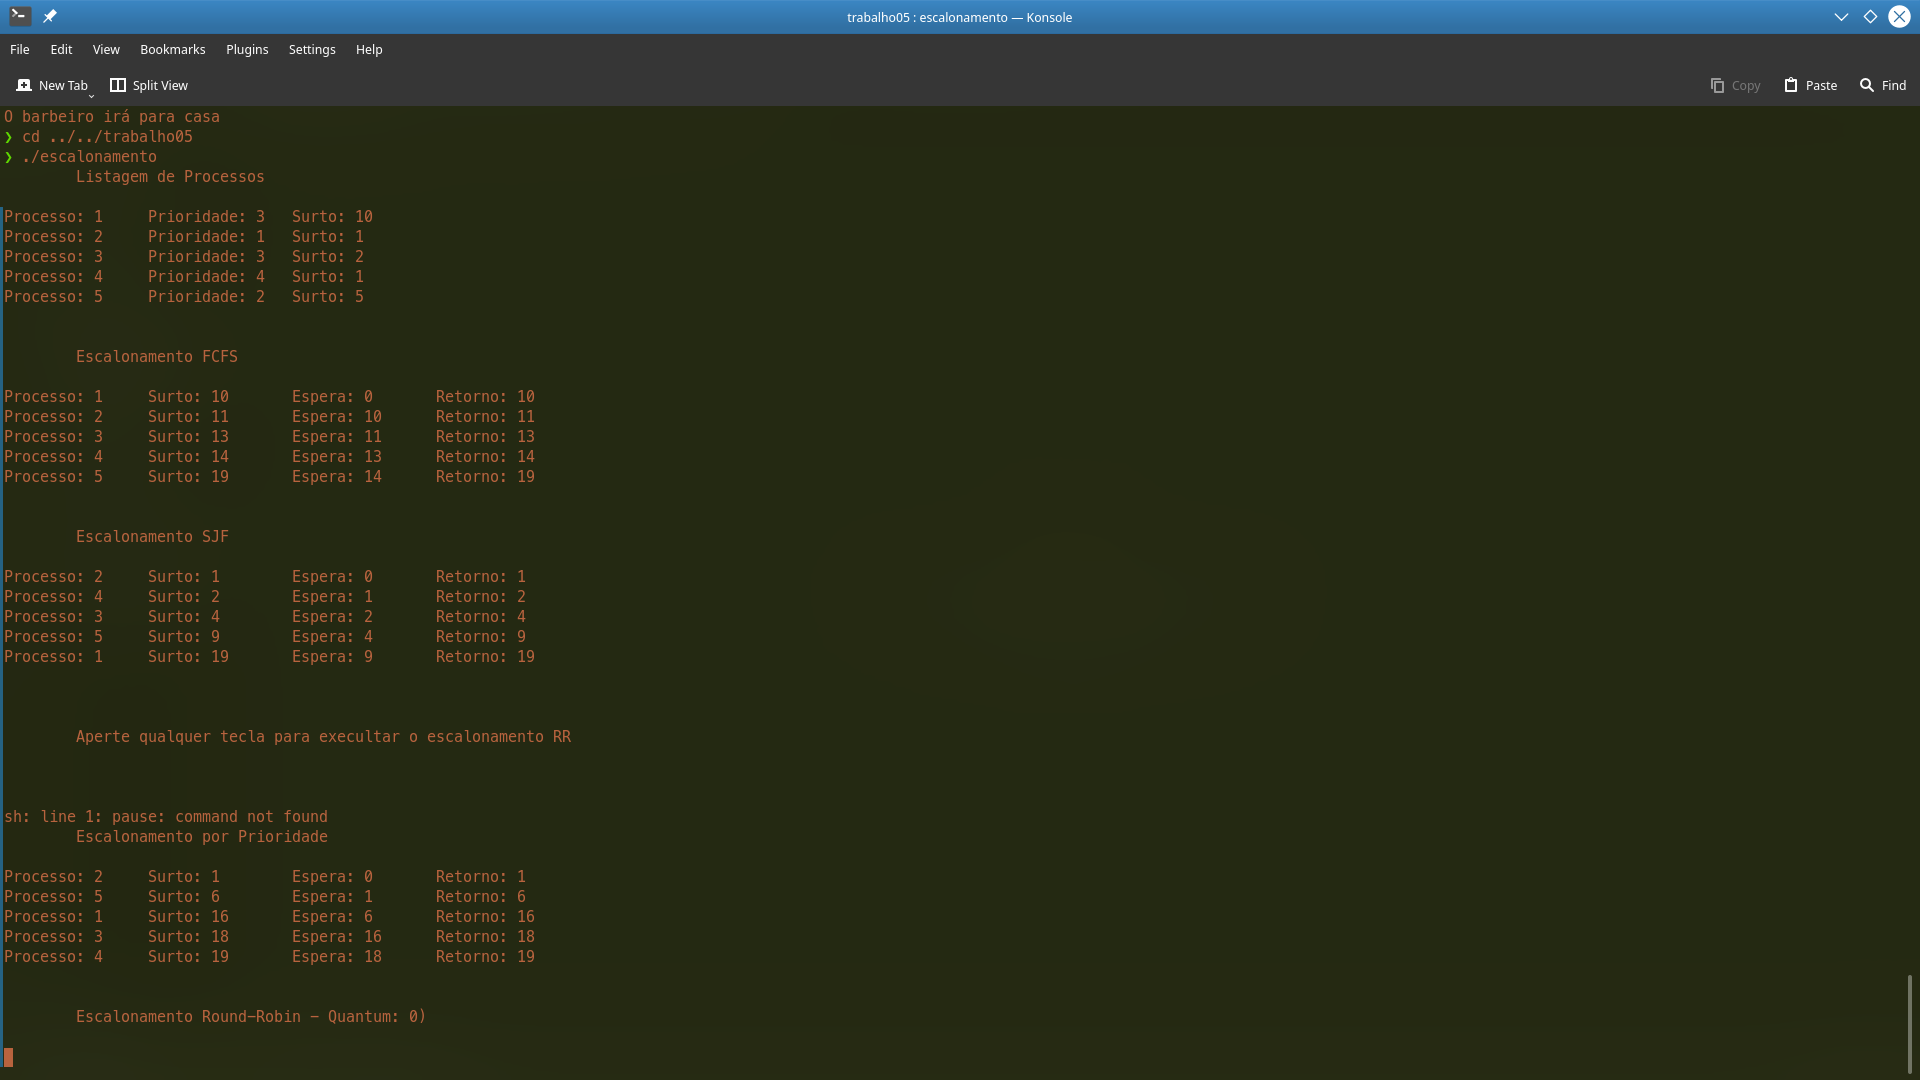 trabalho05 : escalonamento — Konsole
File Edit View Bookmarks Plugins Settings Help
New Tab Split View Copy Paste Find
O barbeiro irá para casa
❯ cd ../../trabalho05
❯ ./escalonamento
Listagem de Processos
Processo: 1 Prioridade: 3 Surto: 10
Processo: 2 Prioridade: 1 Surto: 1
Processo: 3 Prioridade: 3 Surto: 2
Processo: 4 Prioridade: 4 Surto: 1
Processo: 5 Prioridade: 2 Surto: 5
Escalonamento FCFS
Processo: 1 Surto: 10 Espera: 0 Retorno: 10
Processo: 2 Surto: 11 Espera: 10 Retorno: 11
Processo: 3 Surto: 13 Espera: 11 Retorno: 13
Processo: 4 Surto: 14 Espera: 13 Retorno: 14
Processo: 5 Surto: 19 Espera: 14 Retorno: 19
Escalonamento SJF
Processo: 2 Surto: 1 Espera: 0 Retorno: 1
Processo: 4 Surto: 2 Espera: 1 Retorno: 2
Processo: 3 Surto: 4 Espera: 2 Retorno: 4
Processo: 5 Surto: 9 Espera: 4 Retorno: 9
Processo: 1 Surto: 19 Espera: 9 Retorno: 19
Aperte qualquer tecla para execultar o escalonamento RR
sh: line 1: pause: command not found
Escalonamento por Prioridade
Processo: 2 Surto: 1 Espera: 0 Retorno: 1
Processo: 5 Surto: 6 Espera: 1 Retorno: 6
Processo: 1 Surto: 16 Espera: 6 Retorno: 16
Processo: 3 Surto: 18 Espera: 16 Retorno: 18
Processo: 4 Surto: 19 Espera: 18 Retorno: 19
Escalonamento Round-Robin - Quantum: 0)